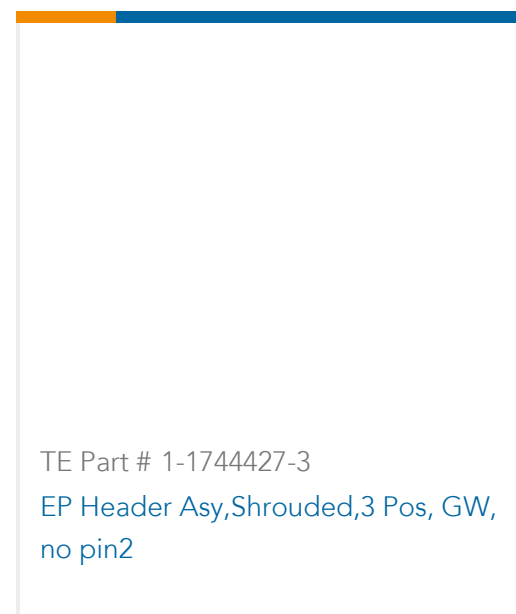 TE Part # 1-1744427-3
EP Header Asy,Shrouded,3 Pos, GW,
no pin2